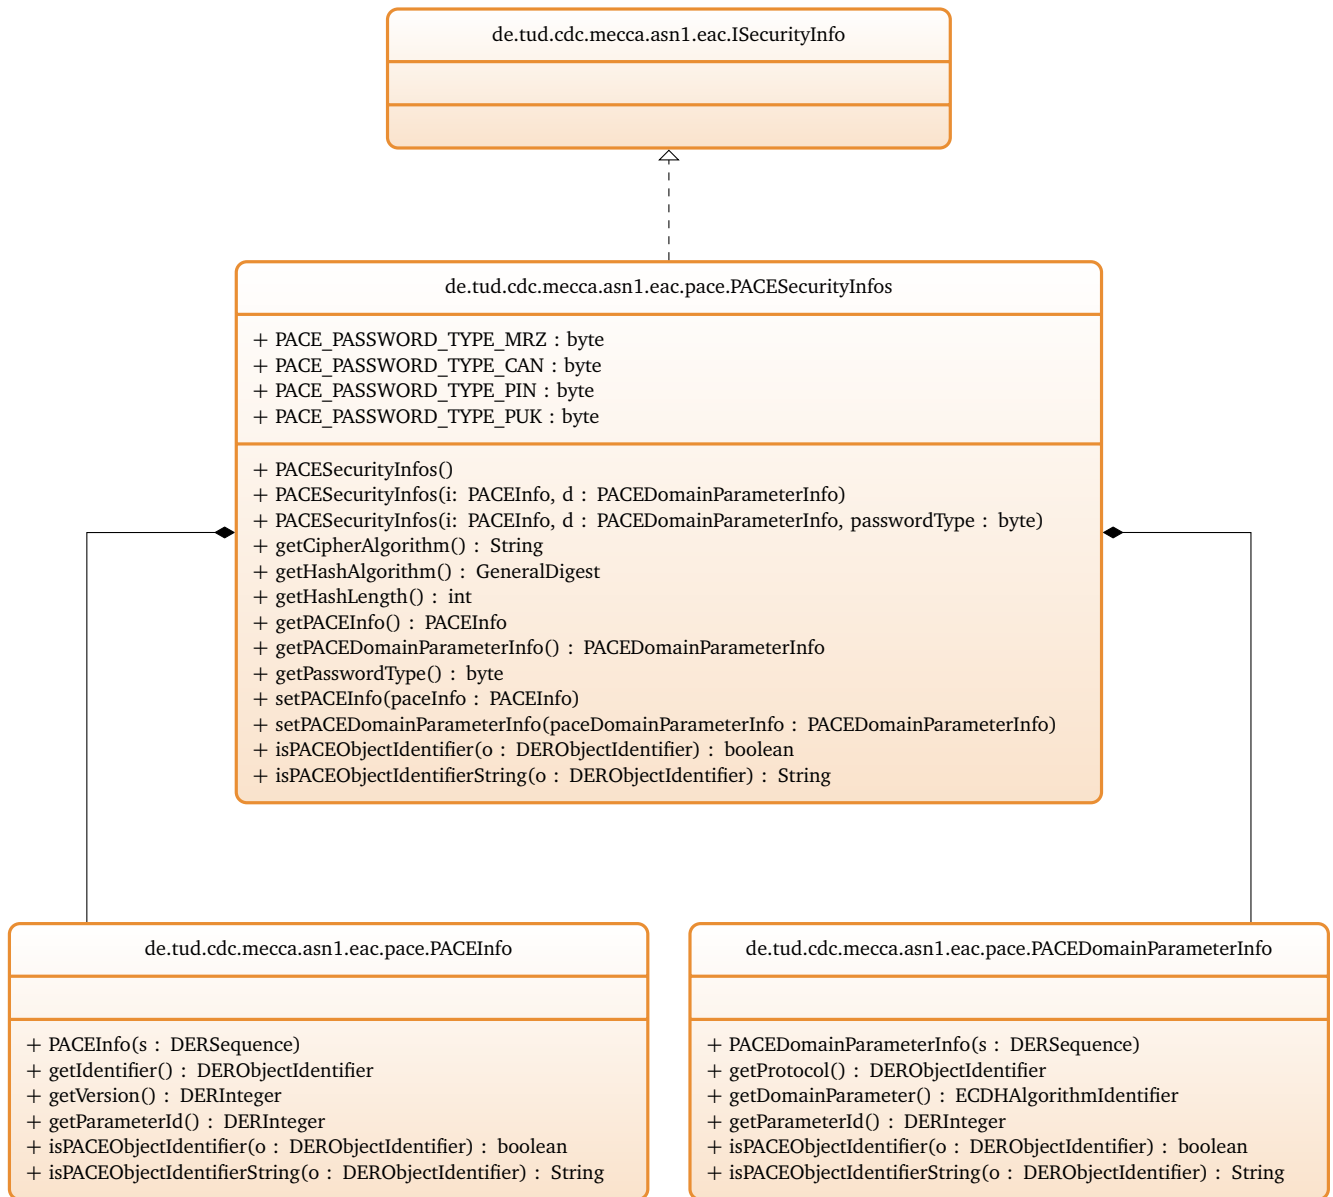 de.tud.cdc.mecca.asn1.eac.ISecurityInfo
de.tud.cdc.mecca.asn1.eac.pace.PACESecurityInfos
+ PACE_PASSWORD_TYPE_MRZ : byte
+ PACE_PASSWORD_TYPE_CAN : byte
+ PACE_PASSWORD_TYPE_PIN : byte
+ PACE_PASSWORD_TYPE_PUK : byte
+ PACESecurityInfos()
+ PACESecurityInfos(i: PACEInfo, d : PACEDomainParameterInfo)
+ PACESecurityInfos(i: PACEInfo, d : PACEDomainParameterInfo, passwordType : byte)
+ getCipherAlgorithm() : String
+ getHashAlgorithm() : GeneralDigest
+ getHashLength() : int
+ getPACEInfo() : PACEInfo
+ getPACEDomainParameterInfo() : PACEDomainParameterInfo
+ getPasswordType() : byte
+ setPACEInfo(paceInfo : PACEInfo)
+ setPACEDomainParameterInfo(paceDomainParameterInfo : PACEDomainParameterInfo)
+ isPACEObjectIdentifier(o : DERObjectIdentifier) : boolean
+ isPACEObjectIdentifierString(o : DERObjectIdentifier) : String
de.tud.cdc.mecca.asn1.eac.pace.PACEInfo
+ PACEInfo(s : DERSequence)
+ getIdentifier() : DERObjectIdentifier
+ getVersion() : DERInteger
+ getParameterId() : DERInteger
+ isPACEObjectIdentifier(o : DERObjectIdentifier) : boolean
+ isPACEObjectIdentifierString(o : DERObjectIdentifier) : String
de.tud.cdc.mecca.asn1.eac.pace.PACEDomainParameterInfo
+ PACEDomainParameterInfo(s : DERSequence)
+ getProtocol() : DERObjectIdentifier
+ getDomainParameter() : ECDHAlgorithmIdentifier
+ getParameterId() : DERInteger
+ isPACEObjectIdentifier(o : DERObjectIdentifier) : boolean
+ isPACEObjectIdentifierString(o : DERObjectIdentifier) : String